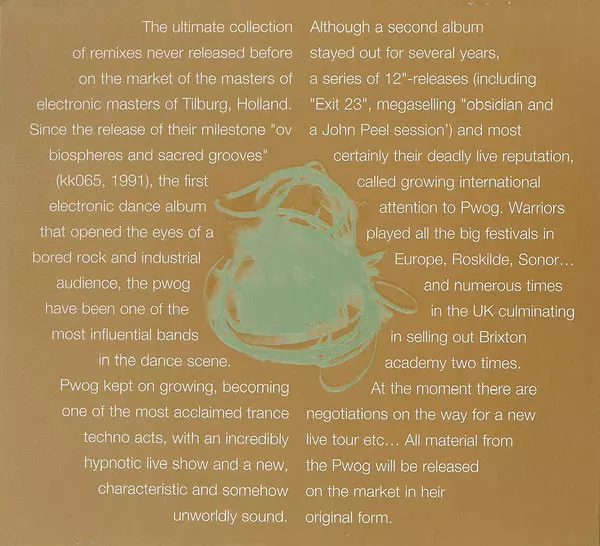 The ultimate collection
of remixes never released before
on the market of the masters of
electronic masters of Tilburg, Holland.
Since the release of their milestone "ov
biospheres and sacred grooves"
(kk065, 1991), the first
electronic dance album
that opened the eyes of a
bored rock and industrial
audience, the pwog
have been one of the
most influential bands
in the dance scene.
Pwog kept on growing, becoming
one of the most acclaimed trance
techno acts, with an incredibly
hypnotic live show and a new,
characteristic and somehow
unworldly sound.
Although a second album
stayed out for several years,
a series of 12"-releases (including
"Exit 23", megaselling "obsidian and
a John Peel session') and most
certainly their deadly live reputation,
called growing international
attention to Pwog. Warriors
played all the big festivals in
Europe, Roskilde, Sonor...
and numerous times
in the UK culminating
in selling out Brixton
academy two times.
At the moment there are
negotiations on the way for a new
live tour etc... All material from
the Pwog will be released
on the market in heir
original form.